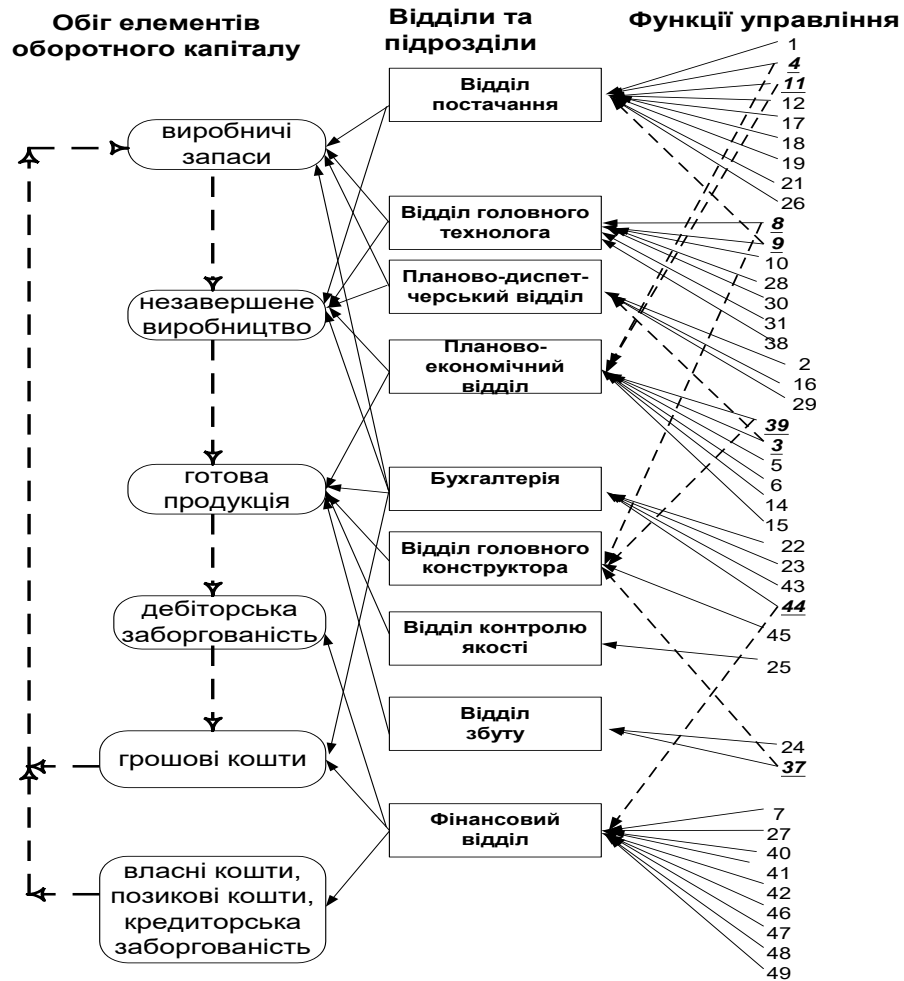 Обіг елементів
оборотного капіталу
Відділи та
підрозділи
Функції управління
виробничі
запаси
незавершене
виробництво
готова
продукція
дебіторська
заборгованість
грошові кошти
власні кошти,
позикові кошти,
кредиторська
заборгованість
Відділ
постачання
Відділ головного
технолога
Планово-диспет-
черський відділ
Планово-
економічний
відділ
Бухгалтерія
Відділ головного
конструктора
Відділ контролю
якості
Відділ
збуту
Фінансовий
відділ
1
4
11
12
17
18
19
21
26
8
9
10
28
30
31
38
2
16
29
39
3
5
6
14
15
22
23
43
44
45
25
24
37
7
27
40
41
42
46
47
48
49